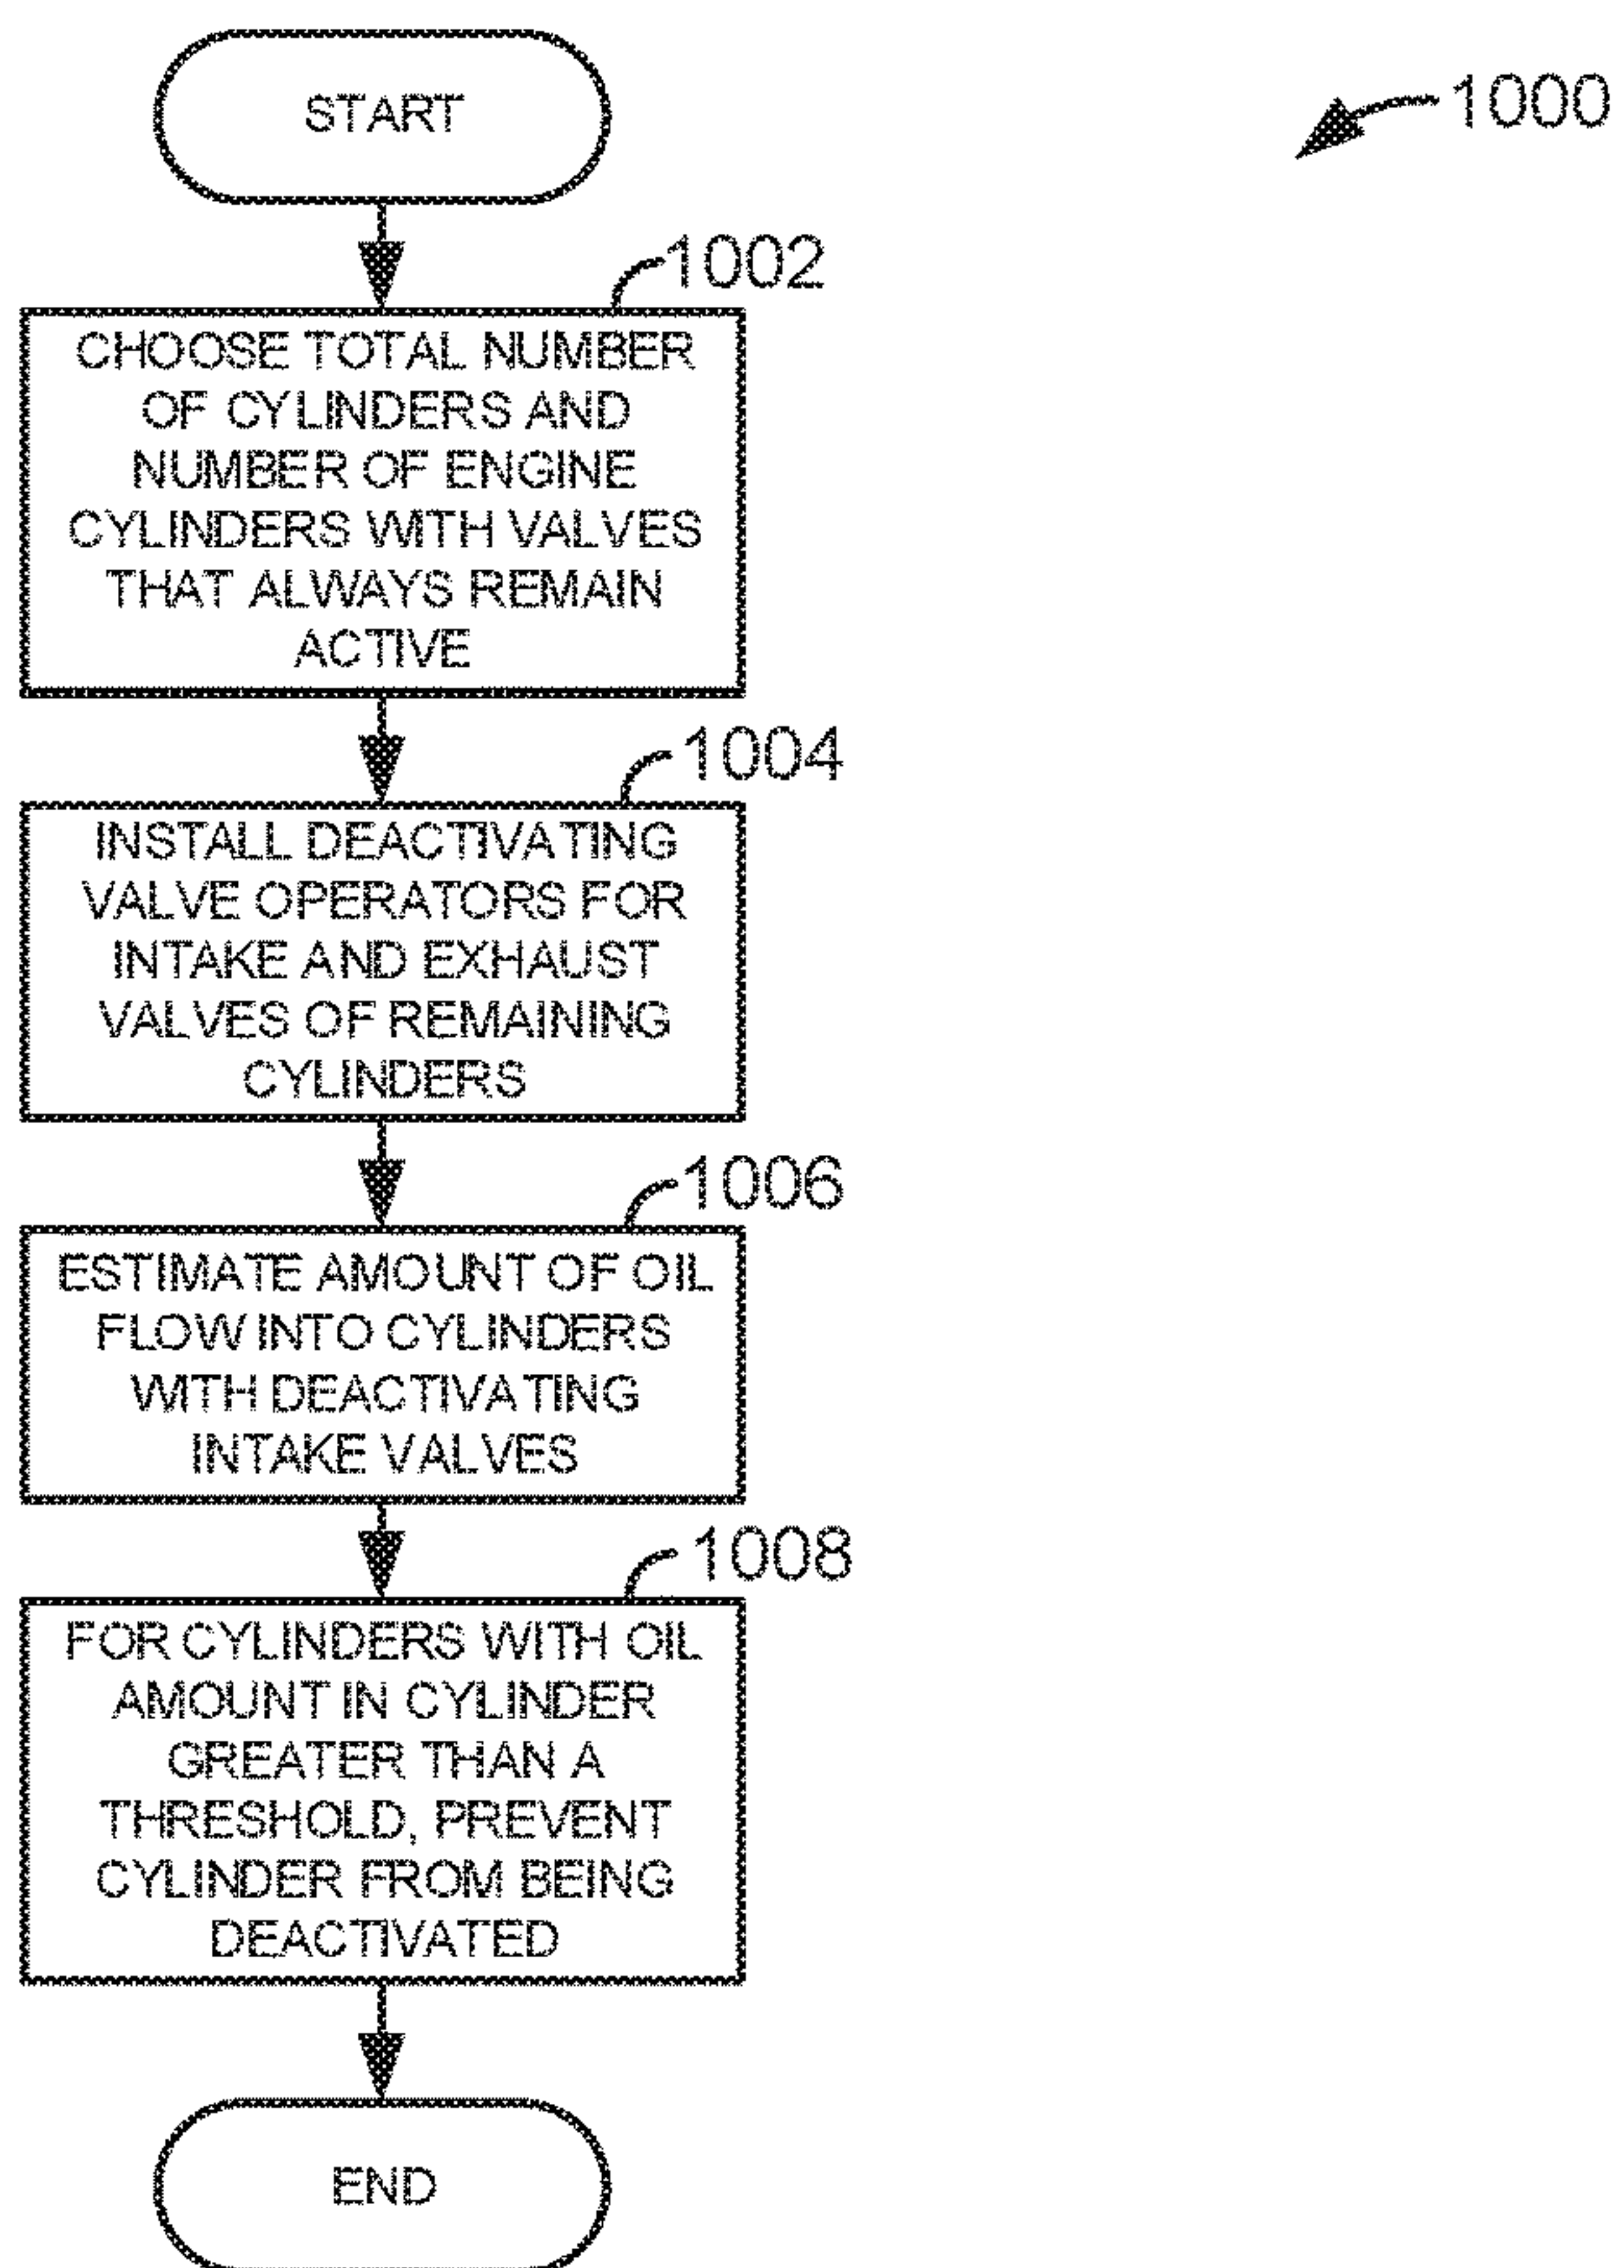 START
1000
1002
CHOOSE TOTAL NUMBER
OF CYLINDERS AND
NUMBER OF ENGINE
CYLINDERS WITH VALVES
THAT ALWAYS REMAIN
ACTIVE
1004
INSTALL DEACTIVATING
VALVE OPERATORS FOR
INTAKE AND EXHAUST
VALVES OF REMAINING
CYLINDERS
1006
ESTIMATE AMOUNT OF OIL
FLOW INTO CYLINDERS
WITH DEACTIVATING
INTAKE VALVES
1008
FOR CYLINDERS WITH OIL
AMOUNT IN CYLINDER
GREATER THAN A
THRESHOLD, PREVENT
CYLINDER FROM BEING
DEACTIVATED
END